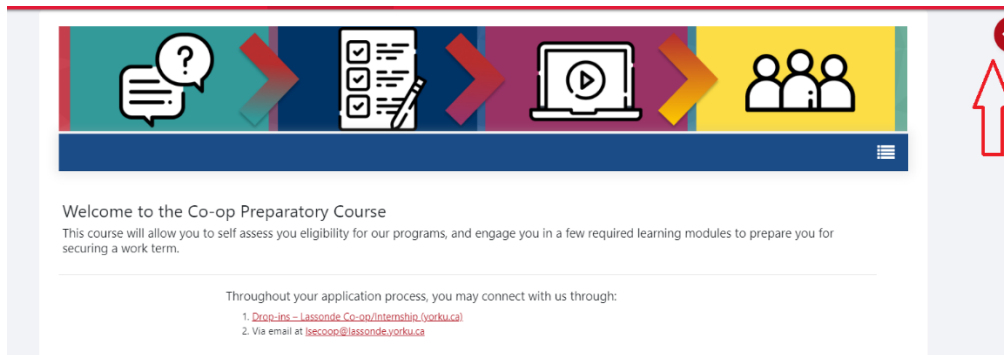 ?
Welcome to the Co-op Preparatory Course
This course will allow you to self assess you eligibility for our programs, and engage you in a few required learning modules to prepare you for
securing a work term.
Throughout your application process, you may connect with us through:
1. Drop-ins – Lassonde Co-op/Internship (yorku.ca)
2. Via email at lsecoop@lassonde.yorku.ca